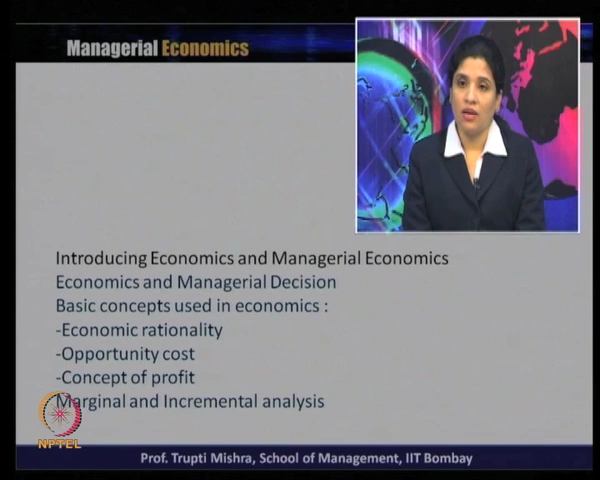 Managerial Economics
Introducing Economics and Managerial Economics
Economics and Managerial Decision
Basic concepts used in economics :
-Economic rationality
-Opportunity cost
-Concept of profit
Marginal and Incremental analysis
NPTEL
Prof. Trupti Mishra, School of Management, IIT Bombay